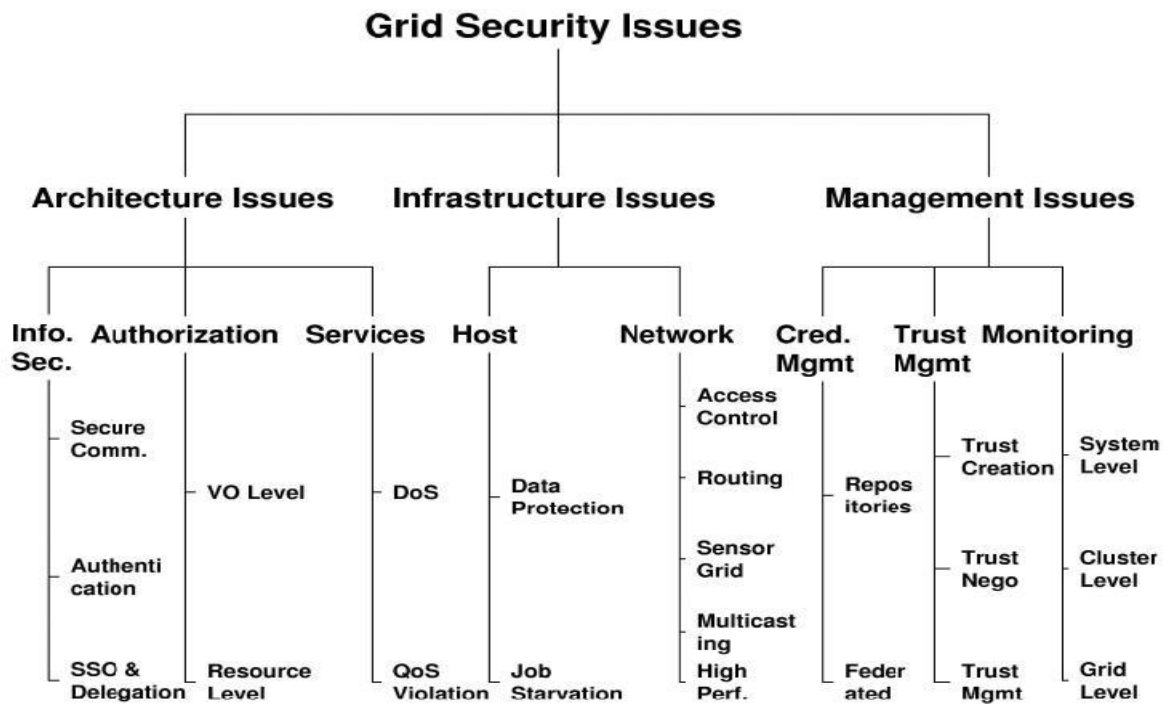 Grid Security Issues
Architecture Issues
Infrastructure Issues
Management Issues
Info.
Sec.
Authorization
Services
Host
Network
Cred.
Mgmt
Trust
Mgmt
Monitoring
Secure
Comm.
Authenti
cation
SSO &
Delegation
VO Level
Resource
Level
DoS
QoS
Violation
Data
Protection
Job
Starvation
Access
Control
Routing
Sensor
Grid
Multicast
ing
High
Perf.
Repos
itories
Feder
ated
Trust
Creation
Trust
Nego
Trust
Mgmt
System
Level
Cluster
Level
Grid
Level